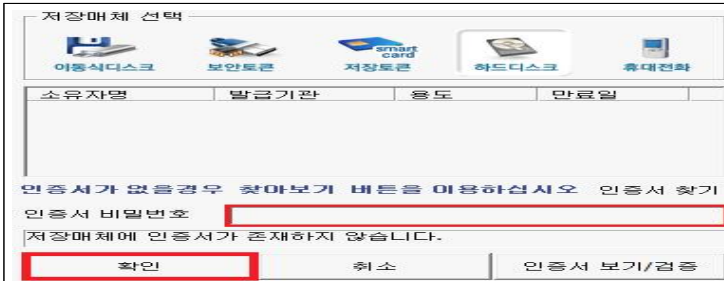 저장매체 선택
smart card
이동식디스크 보안토큰 저장토큰 하드디스크 휴대전화
소유자명 발급기관 용도 만료일
인증서가 없을경우 찾아보기 버튼을 이용하십시오 인증서 찾기
인증서 비밀번호
저장매체에 인증서가 존재하지 않습니다.
확인 취소 인증서 보기/검증